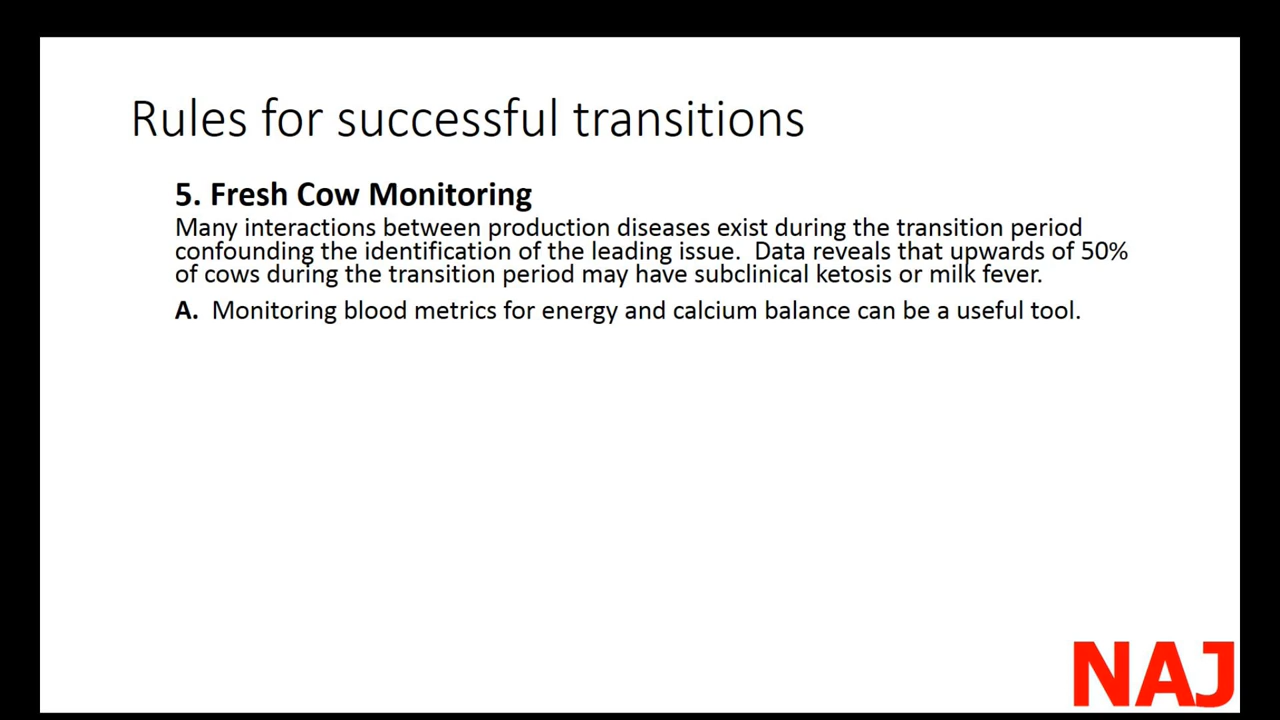 Rules for successful transitions
5. Fresh Cow Monitoring
Many interactions between production diseases exist during the transition period
confounding the identification of the leading issue.  Data reveals that upwards of 50%
of cows during the transition period may have subclinical ketosis or milk fever.
A.  Monitoring blood metrics for energy and calcium balance can be a useful tool.
NAJ